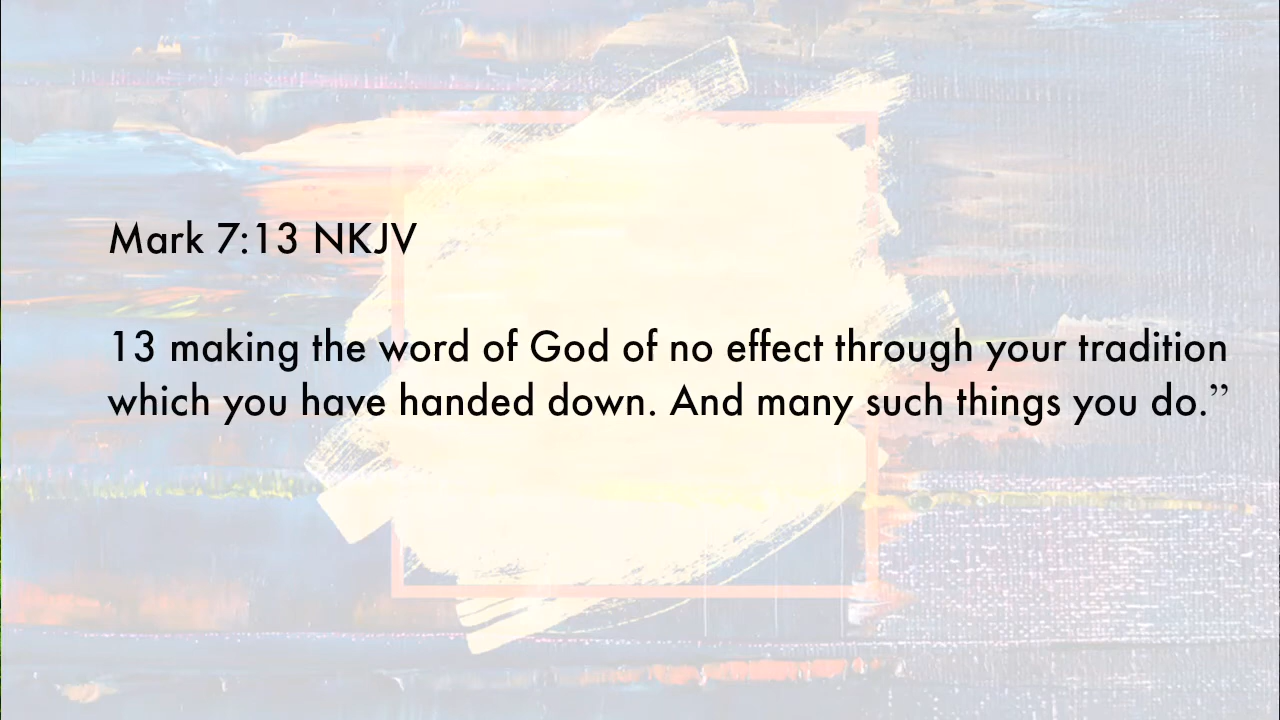 Mark 7:13 NKJV
13 making the word of God of no effect through your tradition
which you have handed down. And many such things you do.”